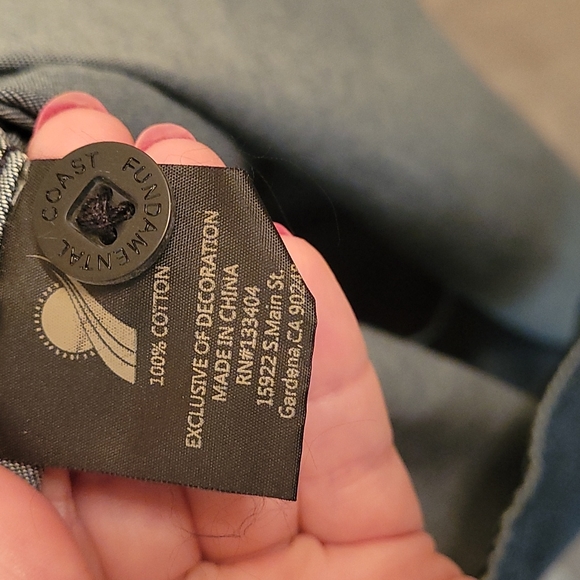 FUNDAMENTAL COAST
100% COTTON
EXCLUSIVE OF DECORATION
MADE IN CHINA
RN#133404
15922 S.Main St.
Gardena,CA